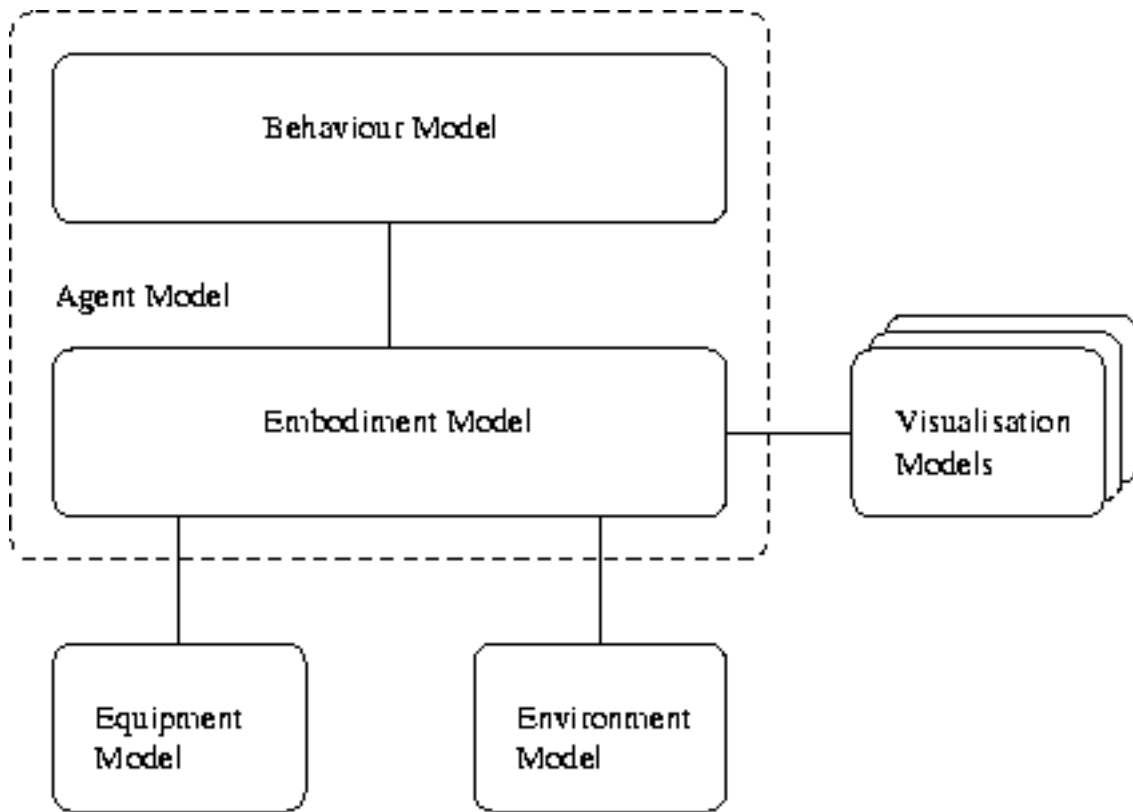 Behaviour Model
Agent Model
Embodiment Model
Visualisation
Models
Equipment
Model
Environment
Model